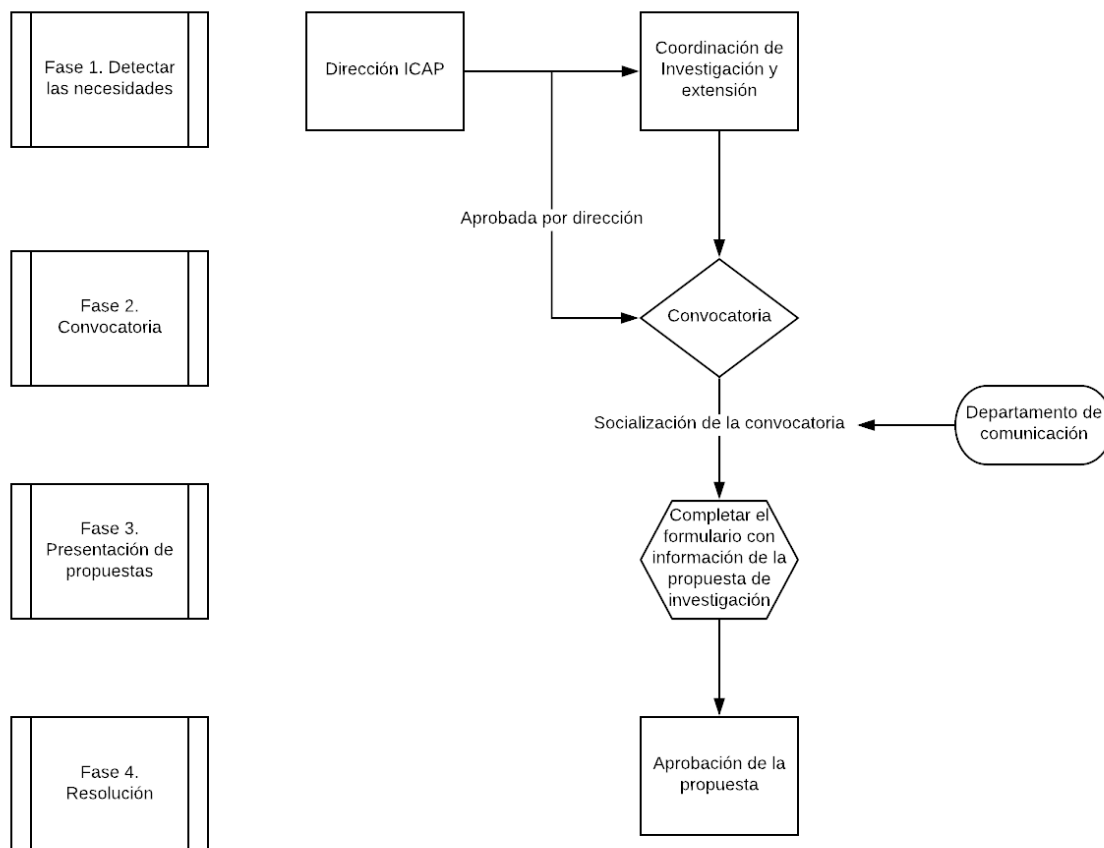 Fase 1. Detectar
las necesidades
Dirección ICAP
Coordinación de
Investigación y
extensión
Aprobada por dirección
Fase 2.
Convocatoria
Convocatoria
Socialización de la convocatoria
Departamento de
comunicación
Fase 3.
Presentación de
propuestas
Completar el
formulario con
información de la
propuesta de
investigación
Fase 4.
Resolución
Aprobación de la
propuesta